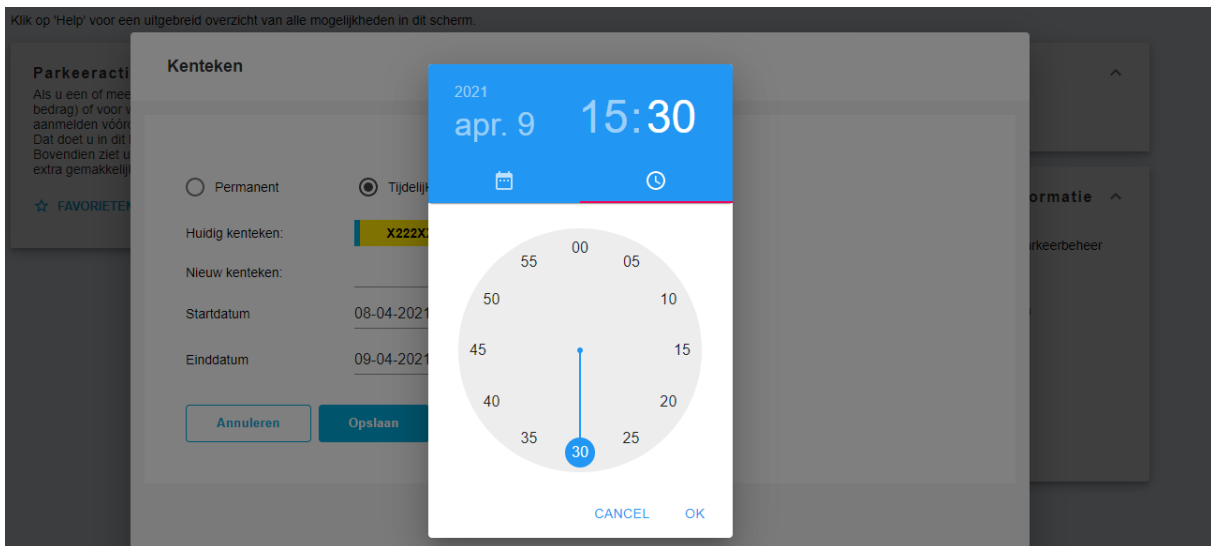 Klik op 'Help' voor een uitgebreid overzicht van alle mogelijkheden in dit scherm.
Parkeeracti
Als u een of mee
bedrag) of voor v
aanmelden vóórd
Dat doet u in dit
Bovendien ziet u
extra gemakkelij
FAVORIETEN
Kenteken
Permanent
Tijdelijk
Huidig kenteken:
X222X
Nieuw kenteken:
Startdatum
08-04-2021
Einddatum
09-04-2021
Annuleren
Opslaan
2021
apr. 9
15:30
00
05
10
15
20
25
30
35
40
45
50
55
CANCEL
OK
ormatie
rkeerbeheer